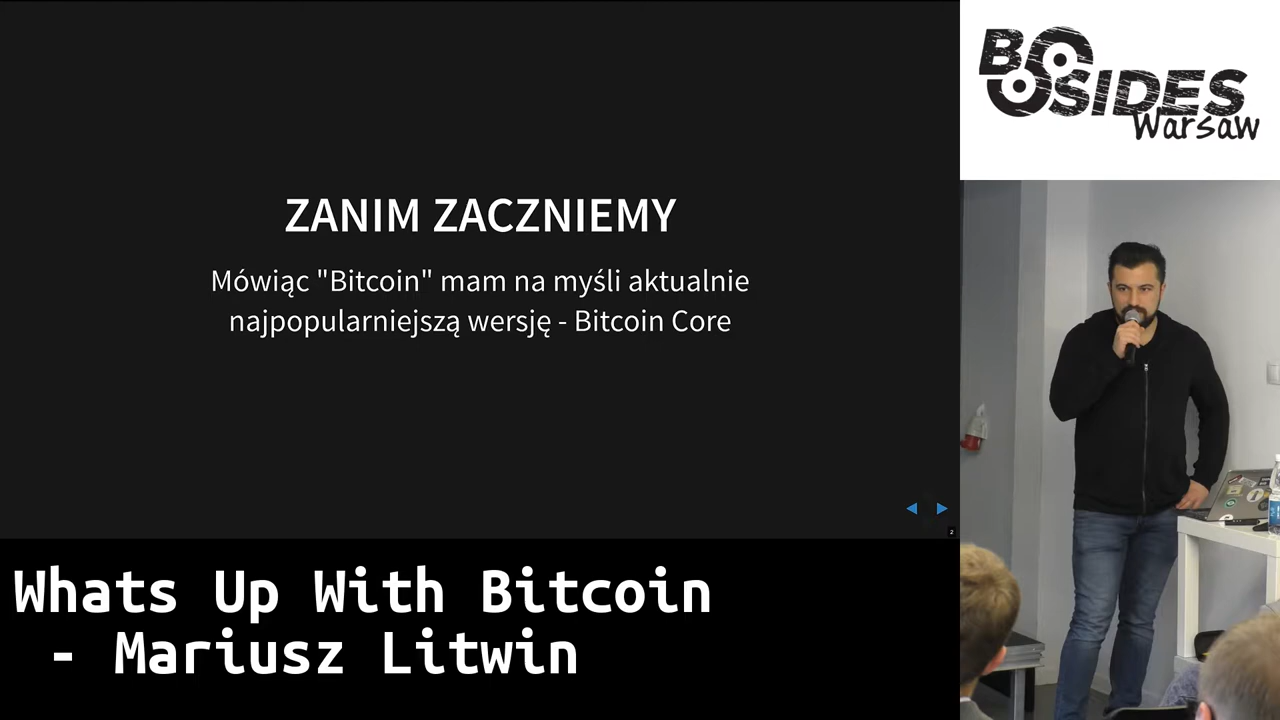 ZANIM ZACZNIEMY
Mówiąc "Bitcoin" mam na myśli aktualnie
najpopularniejszą wersję - Bitcoin Core
2
Whats Up With Bitcoin
- Mariusz Litwin
BSIDES
Warsaw